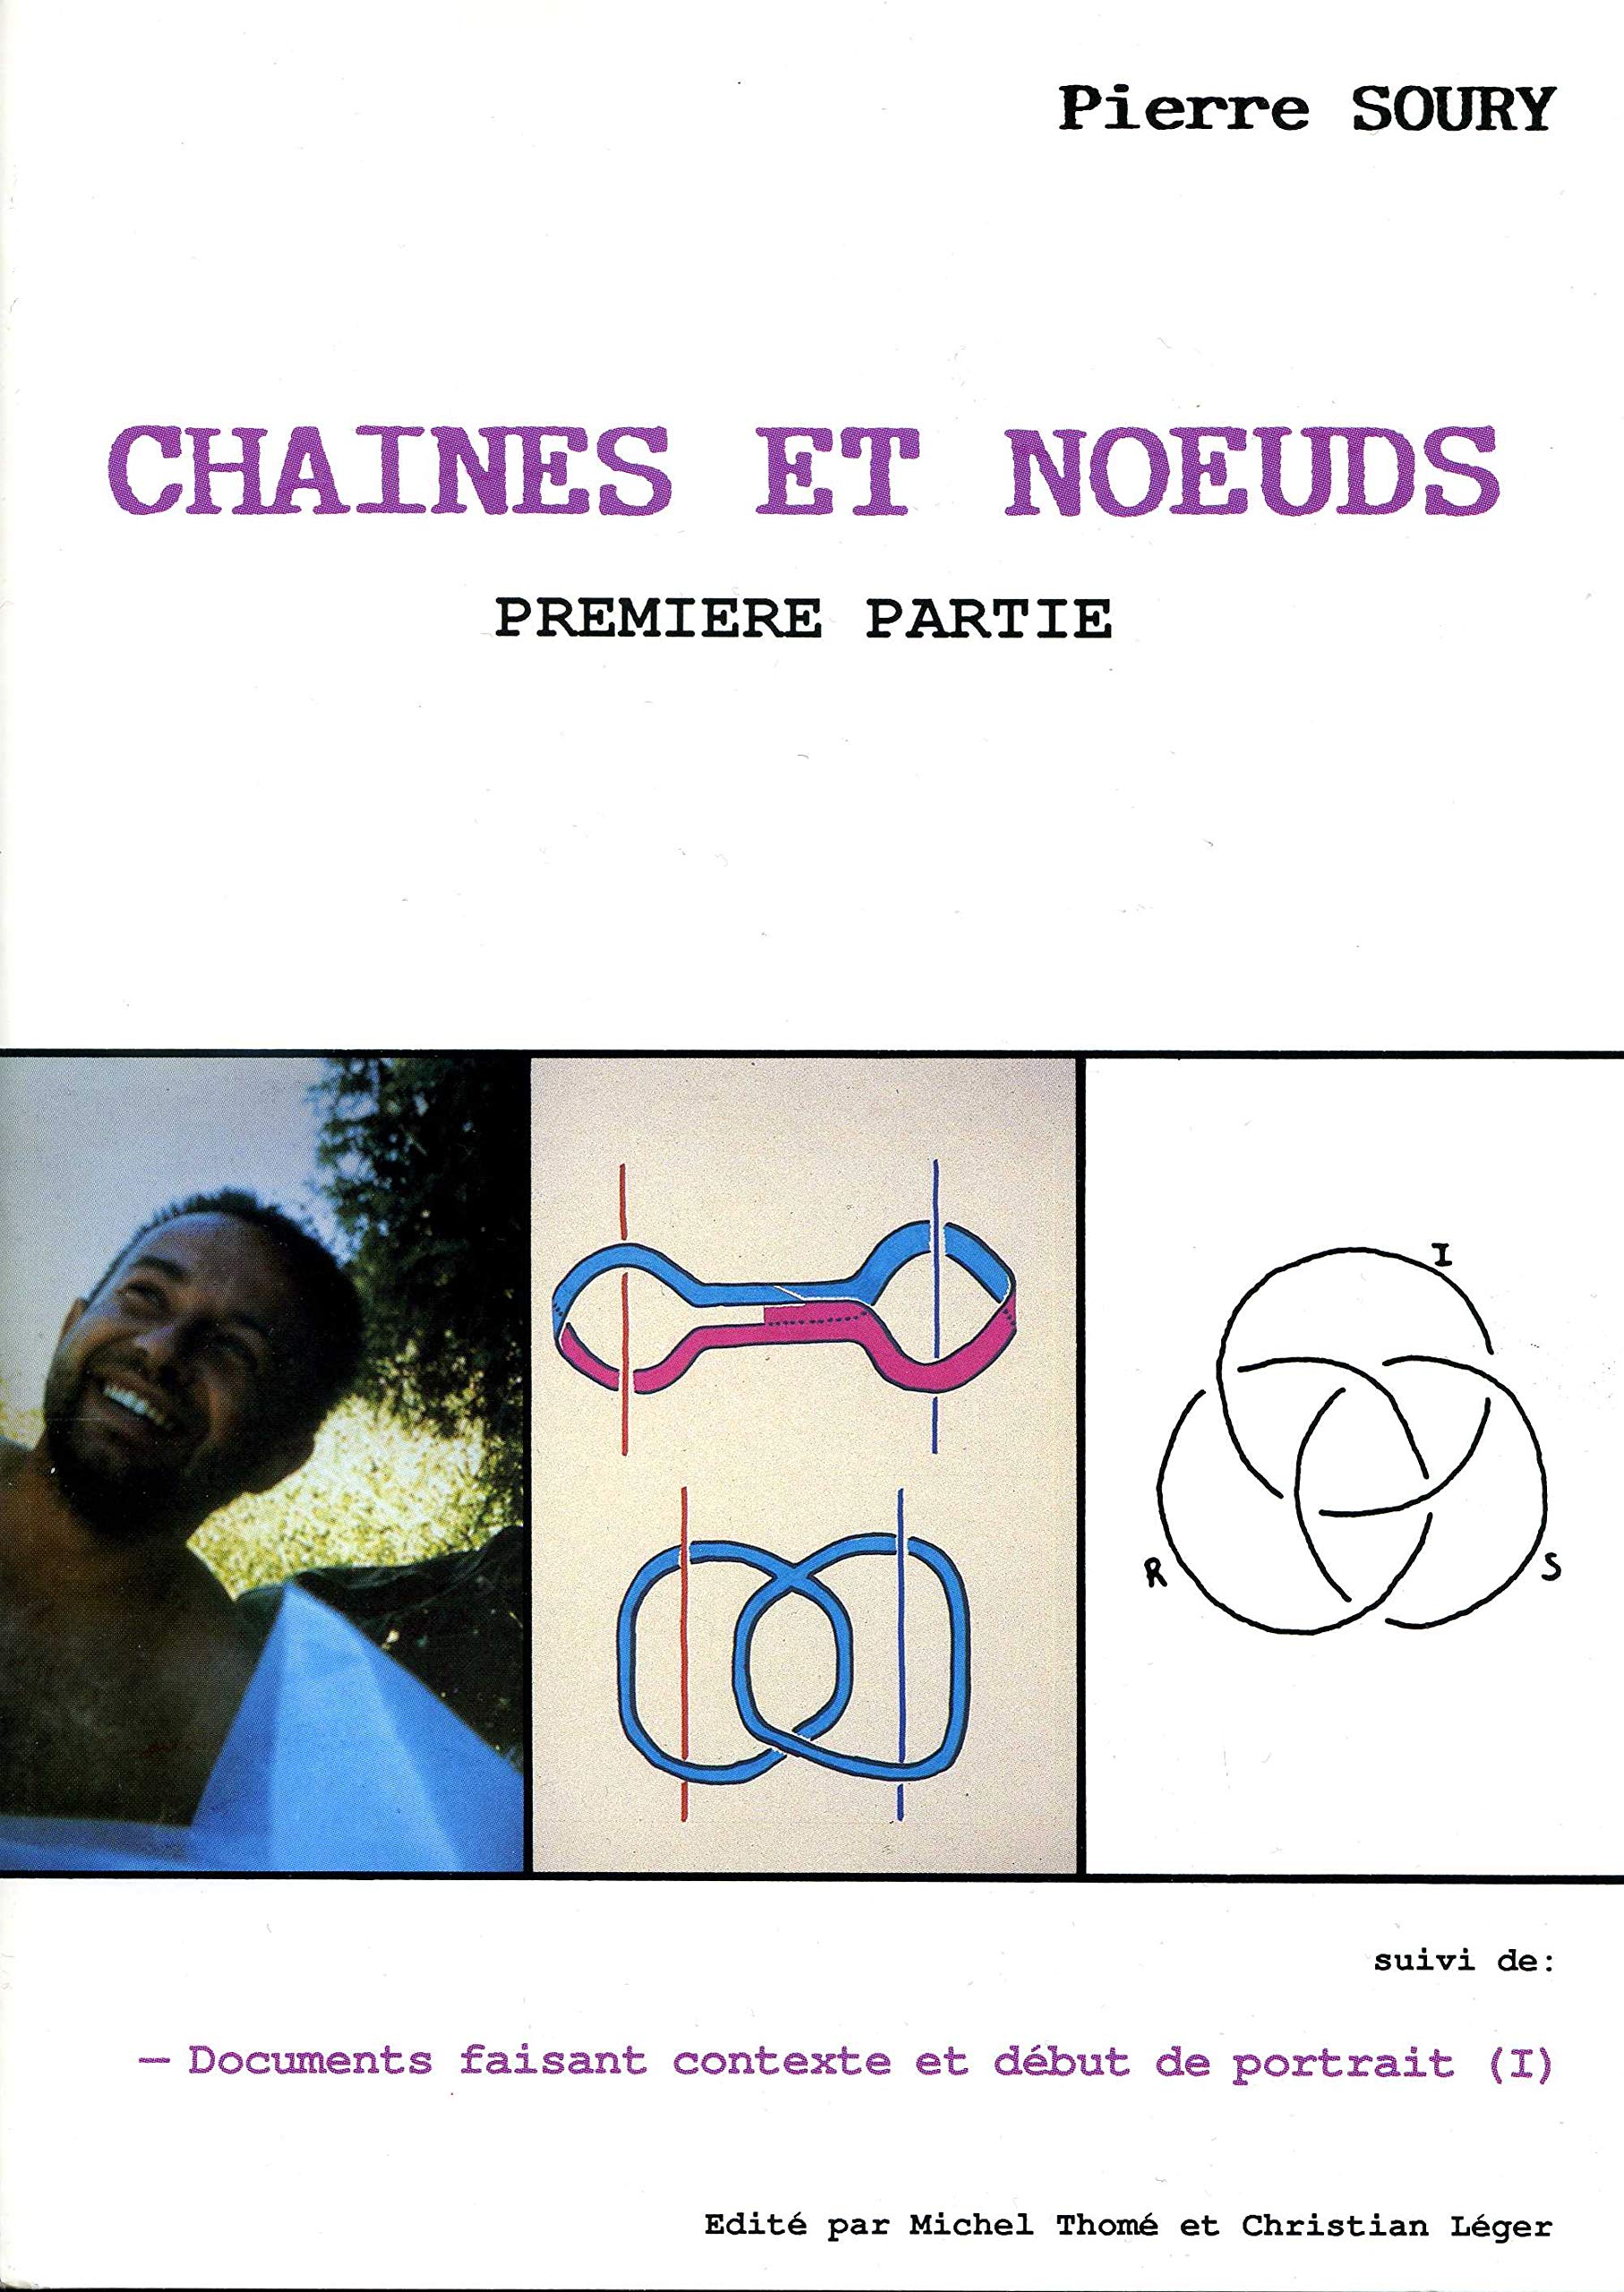 Pierre SOURY
CHAINES ET NOEUDS
PREMIERE PARTIE
I
R
S
suivi de:
— Documents faisant contexte et début de portrait (I)
Edité par Michel Thomé et Christian Léger